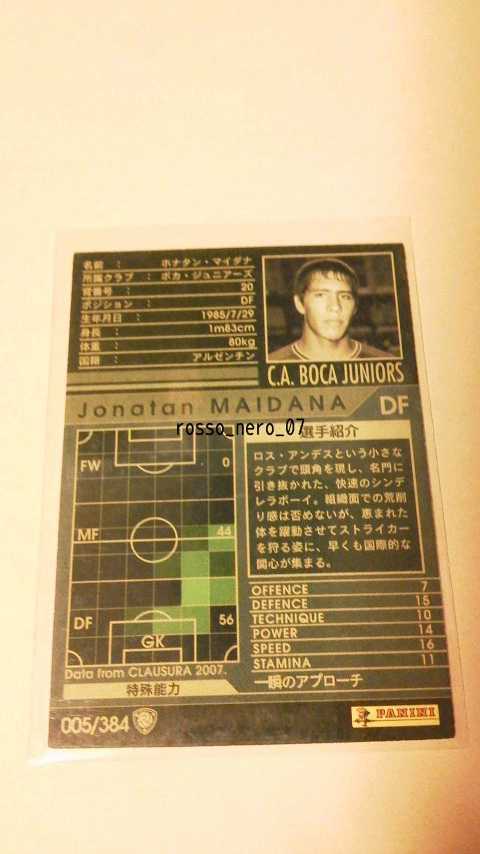 名前 : ホナタン・マイダナ
所属クラブ : ボカ・ジュニアーズ
背番号 : 20
ポジション : DF
生年月日 : 1985/7/29
身長 : 1m83cm
体重 : 80kg
国籍 : アルゼンチン
C.A. BOCA JUNIORS
Jonatan MAIDANA DF
rosso_nero_07
選手紹介
ロス・アンデスという小さな
クラブで頭角を現し、名門に
引き抜かれた、快速のシンデ
レラボーイ。組織面での荒削
り感は否めないが、恵まれた
体を躍動させてストライカー
を狩る姿に、早くも国際的な
関心が集まる。
FW 0
MF 44
DF 56
GK
Data from CLAUSURA 2007.
OFFENCE 7
DEFENCE 15
TECHNIQUE 10
POWER 14
SPEED 16
STAMINA 11
特殊能力 一瞬のアプローチ
005/384
PANINI